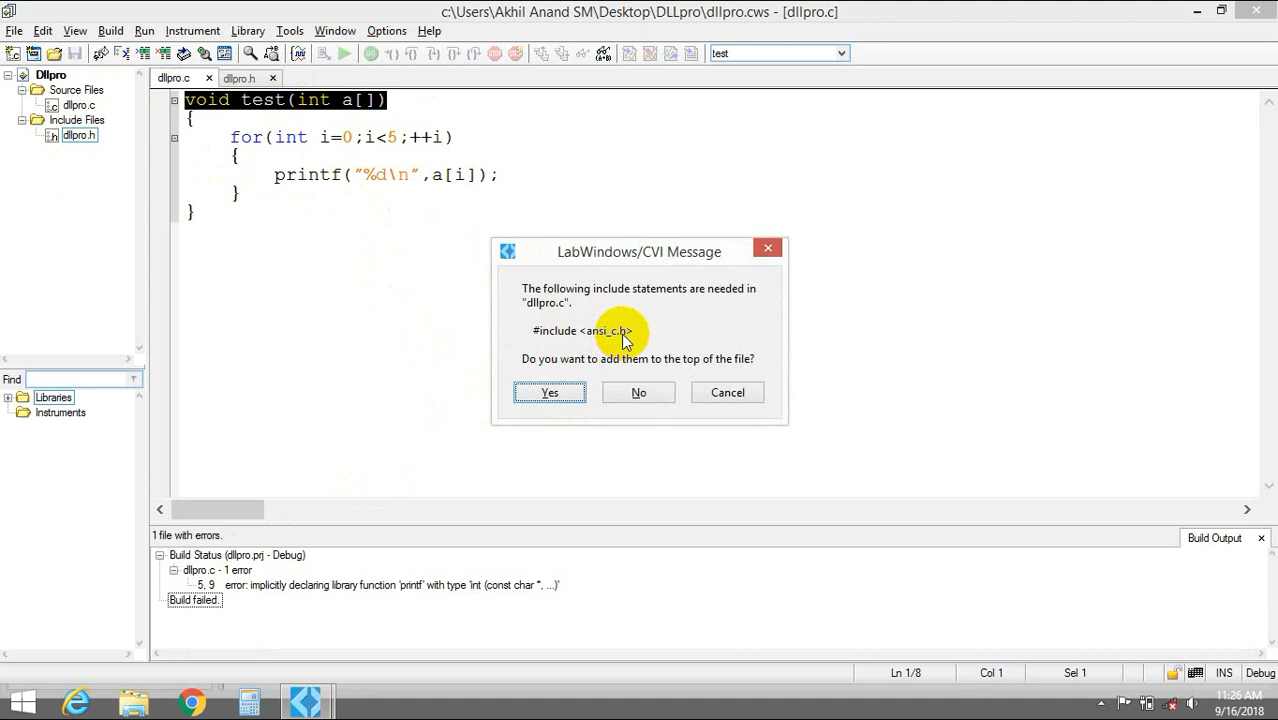 c:\Users\Akhil Anand SM\Desktop\DLLpro\dllpro.cws - [dllpro.c]
File Edit View Build Run Instrument Library Tools Window Options Help
test
Dllpro
Source Files
dllpro.c
Include Files
dllpro.h
dllpro.c dllpro.h
void test(int a[])
{
for(int i=0;i<5;++i)
{
printf("%d\n",a[i]);
}
}
LabWindows/CVI Message
The following include statements are needed in
"dllpro.c".
#include <ansi_c.h>
Do you want to add them to the top of the file?
Yes No Cancel
Find
Libraries
Instruments
1 file with errors.
Build Output
Build Status (dllpro.prj - Debug)
dllpro.c - 1 error
5, 9 error: implicitly declaring library function 'printf' with type 'int (const char *, ...)'
Build failed.
Ln 1/8 Col 1 Sel 1 INS Debug
11:26 AM
9/16/2018